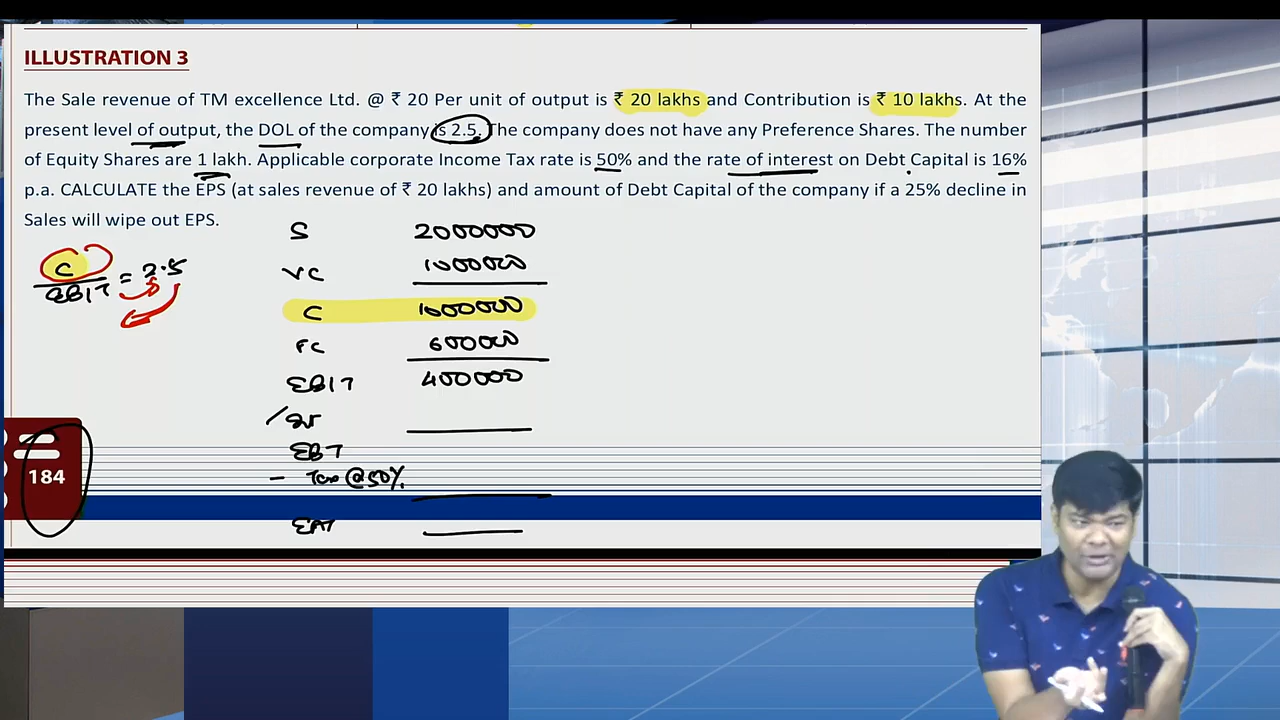 ILLUSTRATION 3
The Sale revenue of TM excellence Ltd. @ ₹ 20 Per unit of output is ₹ 20 lakhs and Contribution is ₹ 10 lakhs. At the
present level of output, the DOL of the company is 2.5. The company does not have any Preference Shares. The number
of Equity Shares are 1 lakh. Applicable corporate Income Tax rate is 50% and the rate of interest on Debt Capital is 16%
p.a. CALCULATE the EPS (at sales revenue of ₹ 20 lakhs) and amount of Debt Capital of the company if a 25% decline in
Sales will wipe out EPS.
S 2000000
VC 1000000
C / EBIT = 2.5
C 1000000
FC 600000
EBIT 400000
EBT
184
- Tax @ 50%.
EAT